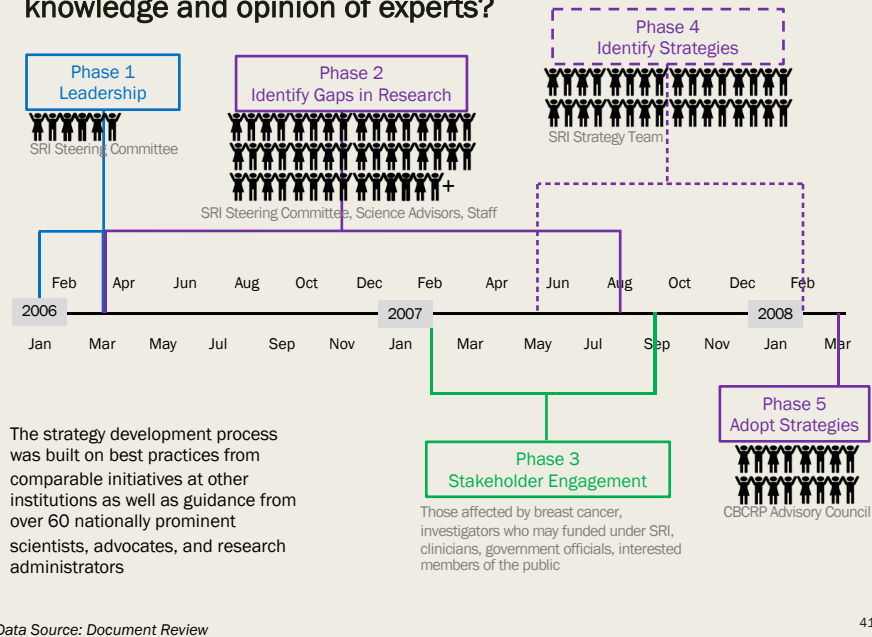 knowledge and opinion of experts?
Phase 1
Leadership
SRI Steering Committee
Phase 2
Identify Gaps in Research
+
SRI Steering Committee, Science Advisors, Staff
Phase 4
Identify Strategies
SRI Strategy Team
Feb Apr Jun Aug Oct Dec Feb Apr Jun Aug Oct Dec Feb
2006 2007 2008
Jan Mar May Jul Sep Nov Jan Mar May Jul Sep Nov Jan Mar
Phase 5
Adopt Strategies
CBCRP Advisory Council
Phase 3
Stakeholder Engagement
Those affected by breast cancer,
investigators who may funded under SRI,
clinicians, government officials, interested
members of the public
The strategy development process
was built on best practices from
comparable initiatives at other
institutions as well as guidance from
over 60 nationally prominent
scientists, advocates, and research
administrators
Data Source: Document Review
41